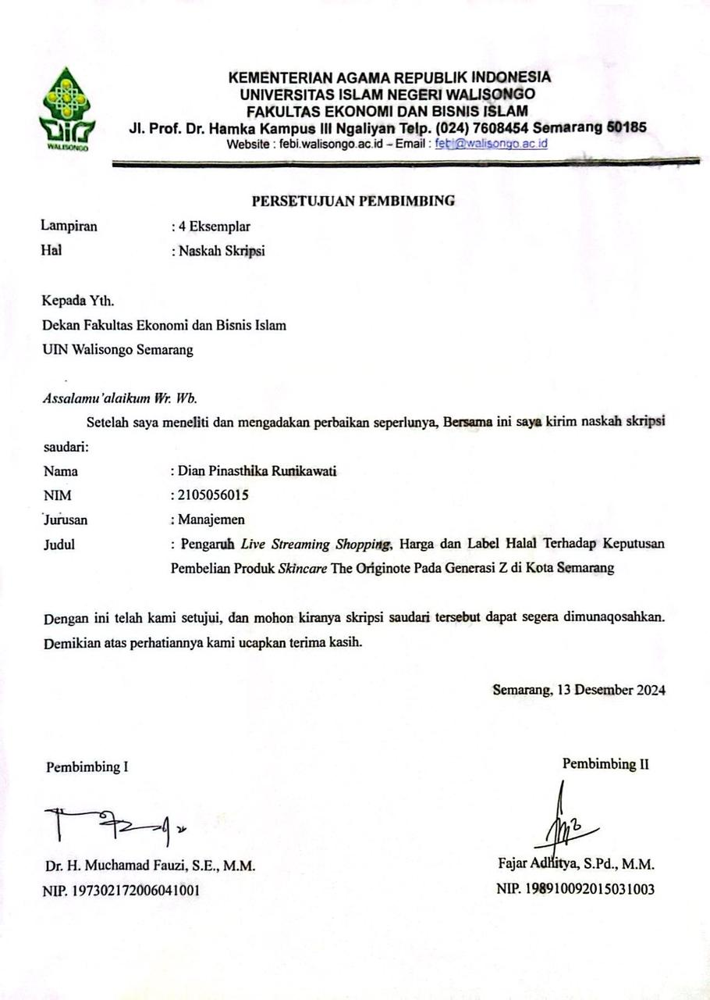 KEMENTERIAN AGAMA REPUBLIK INDONESIA
UNIVERSITAS ISLAM NEGERI WALISONGO
FAKULTAS EKONOMI DAN BISNIS ISLAM
Jl. Prof. Dr. Hamka Kampus III Ngaliyan Telp. (024) 7608454 Semarang 50185
Website : febi.walisongo.ac.id – Email : febi@walisongo.ac.id
UIN
WALISONGO
PERSETUJUAN PEMBIMBING
Lampiran : 4 Eksemplar
Hal : Naskah Skripsi
Kepada Yth.
Dekan Fakultas Ekonomi dan Bisnis Islam
UIN Walisongo Semarang
Assalamu'alaikum Wr. Wb.
Setelah saya meneliti dan mengadakan perbaikan seperlunya, Bersama ini saya kirim naskah skripsi
saudari:
Nama : Dian Pinasthika Runikawati
NIM : 2105056015
Jurusan : Manajemen
Judul : Pengaruh Live Streaming Shopping, Harga dan Label Halal Terhadap Keputusan
Pembelian Produk Skincare The Originote Pada Generasi Z di Kota Semarang
Dengan ini telah kami setujui, dan mohon kiranya skripsi saudari tersebut dapat segera dimunaqosahkan.
Demikian atas perhatiannya kami ucapkan terima kasih.
Semarang, 13 Desember 2024
Pembimbing I Pembimbing II
Dr. H. Muchamad Fauzi, S.E., M.M. Fajar Adhitya, S.Pd., M.M.
NIP. 197302172006041001 NIP. 198910092015031003